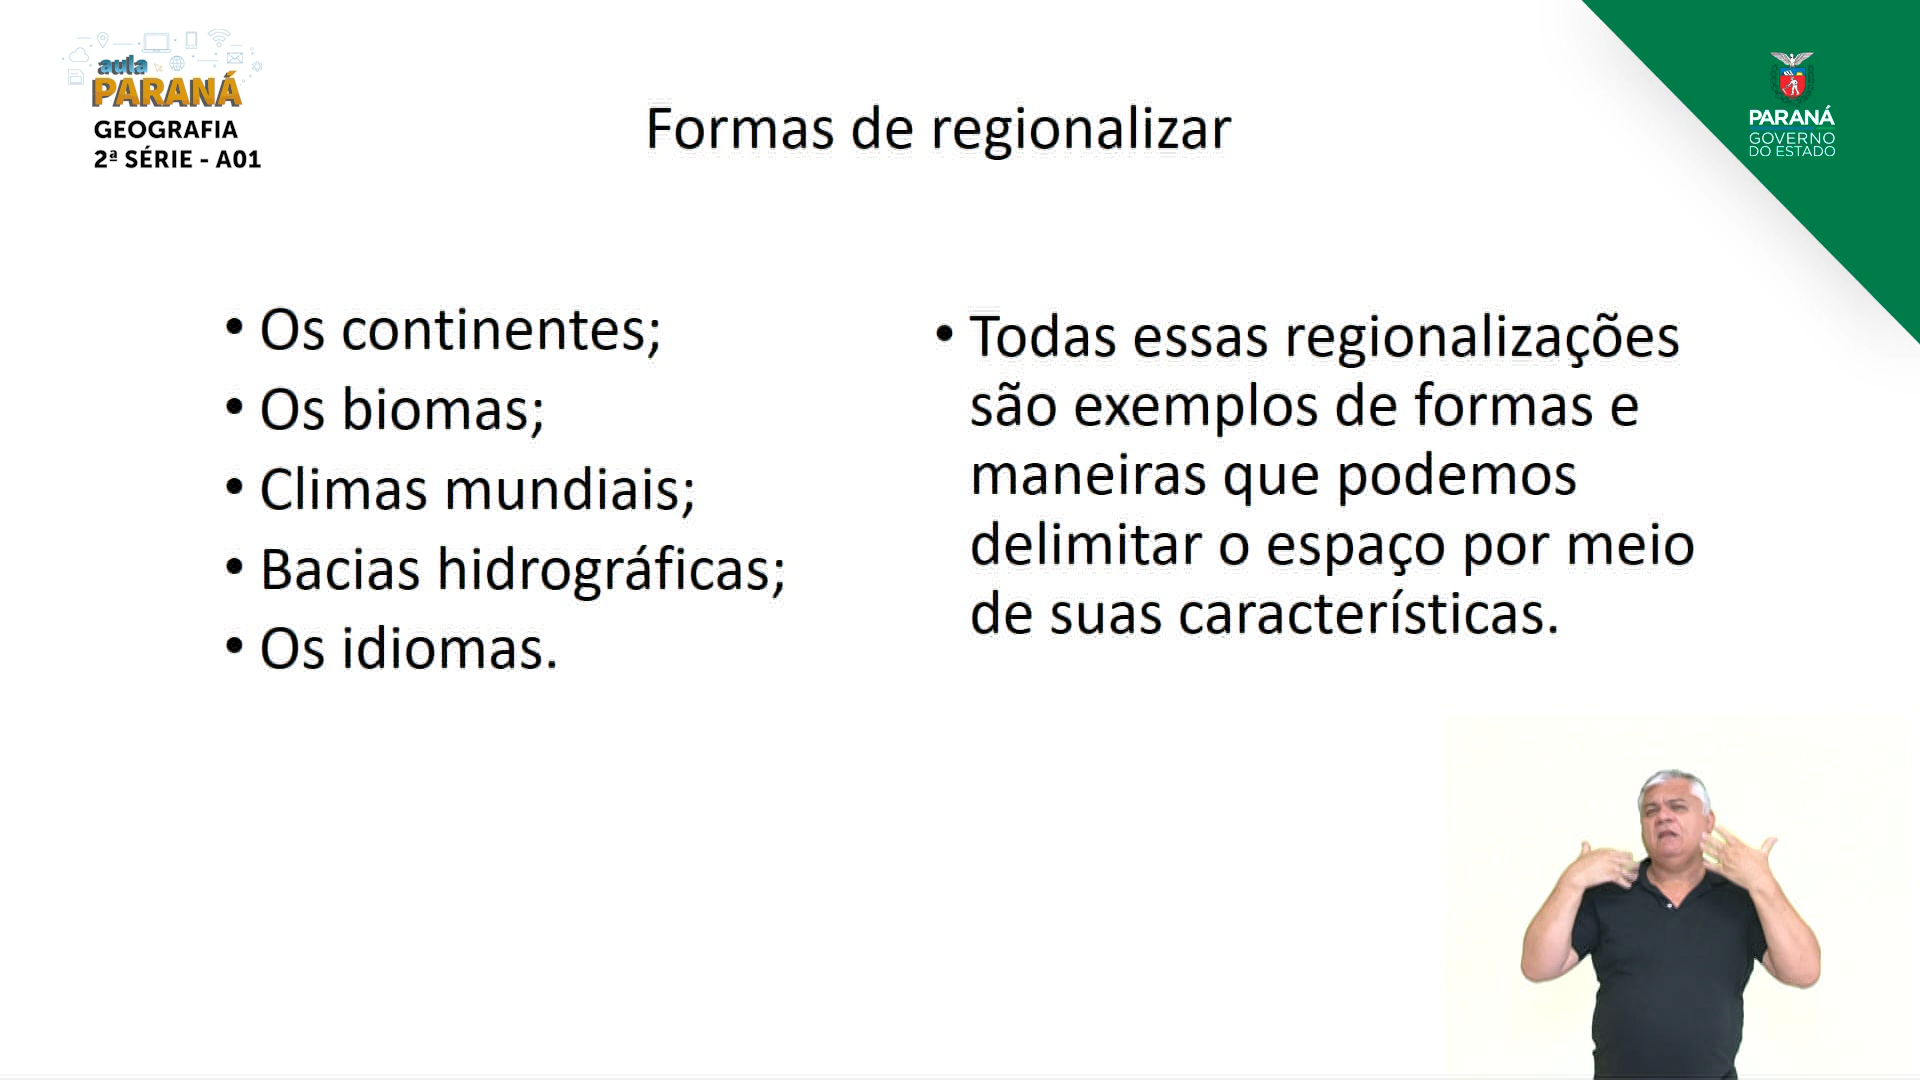 aula
PARANÁ
GEOGRAFIA
2ª SÉRIE - A01
PARANÁ
GOVERNO
DO ESTADO
Formas de regionalizar
• Os continentes;
• Os biomas;
• Climas mundiais;
• Bacias hidrográficas;
• Os idiomas.
• Todas essas regionalizações
são exemplos de formas e
maneiras que podemos
delimitar o espaço por meio
de suas características.